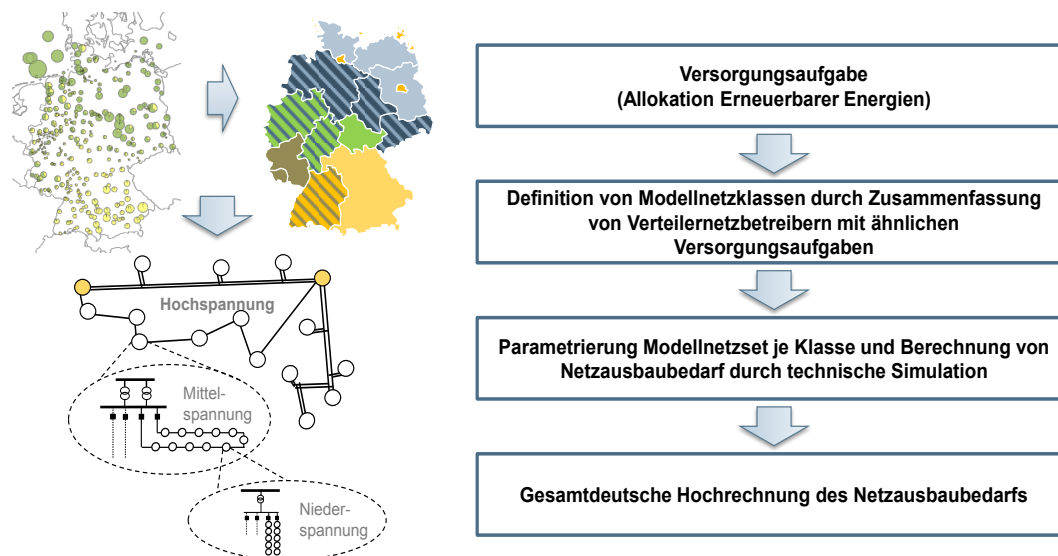 Versorgungsaufgabe
(Allokation Erneuerbarer Energien)
Definition von Modellnetzklassen durch Zusammenfassung
von Verteilernetzbetreibern mit ähnlichen
Versorgungsaufgaben
Parametrierung Modellnetzset je Klasse und Berechnung von
Netzausbaubedarf durch technische Simulation
Gesamtdeutsche Hochrechnung des Netzausbaubedarfs
Hochspannung
Mittel-
spannung
Nieder-
spannung